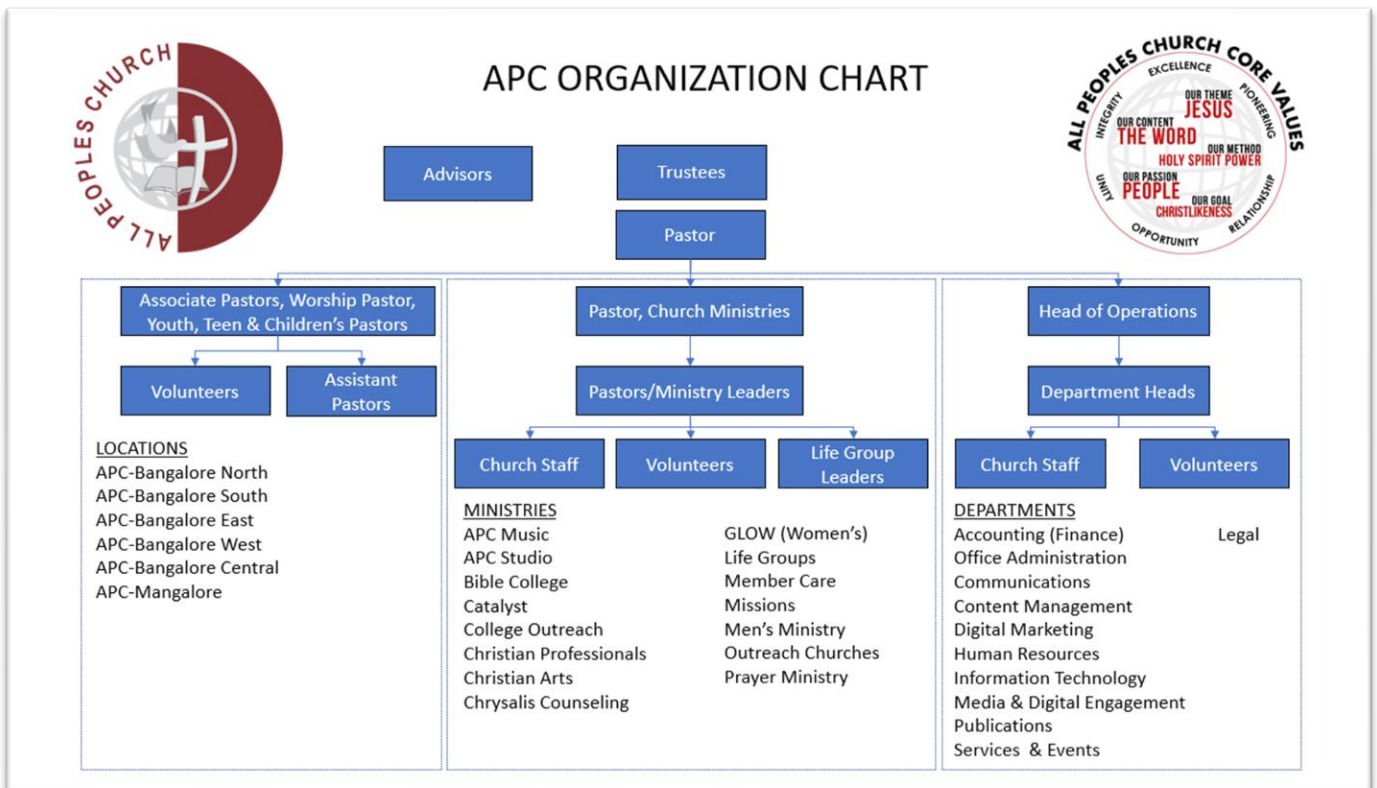 ALL PEOPLES CHURCH
APC ORGANIZATION CHART
ALL PEOPLES CHURCH CORE VALUES
EXCELLENCE
INTEGRITY
PIONEERING
OUR THEME
JESUS
OUR CONTENT
THE WORD
OUR METHOD
HOLY SPIRIT POWER
OUR PASSION
PEOPLE
OUR GOAL
CHRISTLIKENESS
UNITY
RELATIONSHIP
OPPORTUNITY
Advisors
Trustees
Pastor
Associate Pastors, Worship Pastor,
Youth, Teen & Children's Pastors
Volunteers
Assistant
Pastors
LOCATIONS
APC-Bangalore North
APC-Bangalore South
APC-Bangalore East
APC-Bangalore West
APC-Bangalore Central
APC-Mangalore
Pastor, Church Ministries
Pastors/Ministry Leaders
Church Staff
Volunteers
Life Group
Leaders
MINISTRIES
APC Music
APC Studio
Bible College
Catalyst
College Outreach
Christian Professionals
Christian Arts
Chrysalis Counseling
GLOW (Women's)
Life Groups
Member Care
Missions
Men's Ministry
Outreach Churches
Prayer Ministry
Head of Operations
Department Heads
Church Staff
Volunteers
DEPARTMENTS
Accounting (Finance)
Office Administration
Communications
Content Management
Digital Marketing
Human Resources
Information Technology
Media & Digital Engagement
Publications
Services & Events
Legal